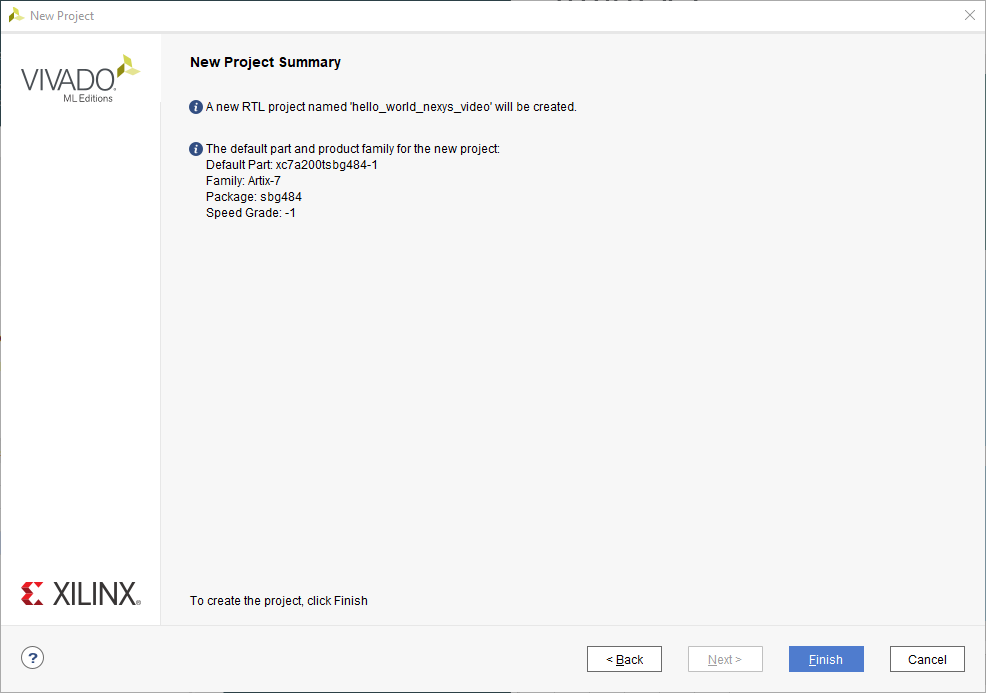 New Project
VIVADO.
ML Editions
New Project Summary
A new RTL project named 'hello_world_nexys_video' will be created.
The default part and product family for the new project:
Default Part: xc7a200tsbg484-1
Family: Artix-7
Package: sbg484
Speed Grade: -1
XILINX®
To create the project, click Finish
?
< Back
Next >
Finish
Cancel